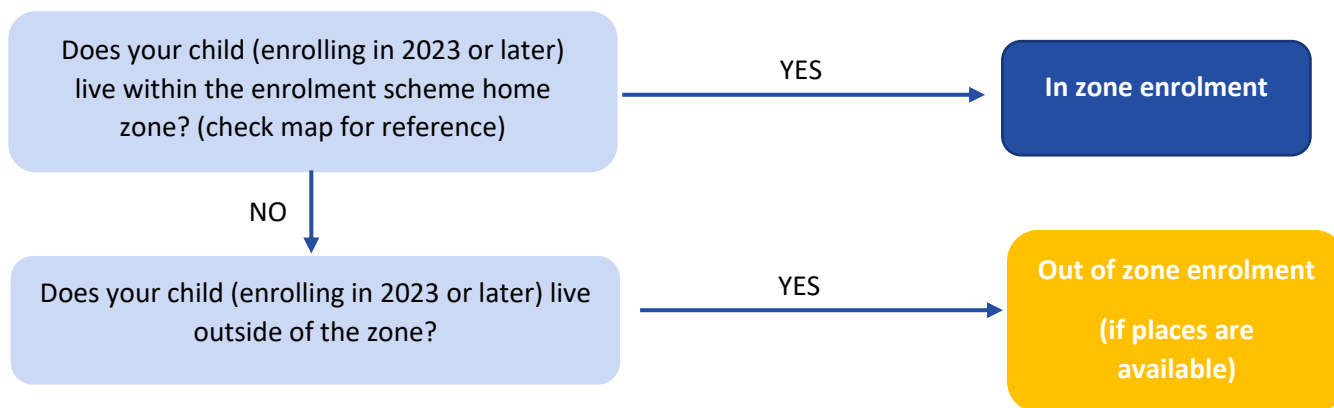 Does your child (enrolling in 2023 or later)
live within the enrolment scheme home
zone? (check map for reference)
YES
In zone enrolment
NO
Does your child (enrolling in 2023 or later) live
outside of the zone?
YES
Out of zone enrolment
(if places are
available)